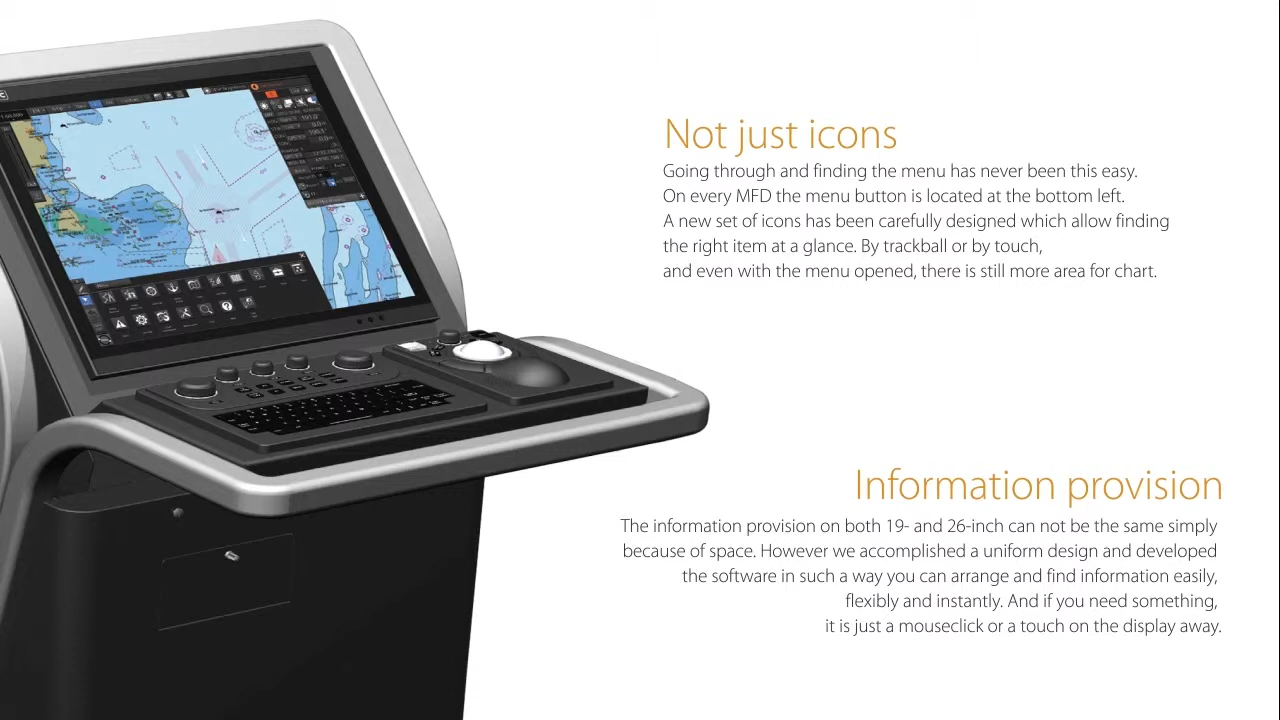 Not just icons
Going through and finding the menu has never been this easy.
On every MFD the menu button is located at the bottom left.
A new set of icons has been carefully designed which allow finding
the right item at a glance. By trackball or by touch,
and even with the menu opened, there is still more area for chart.
Information provision
The information provision on both 19- and 26-inch can not be the same simply
because of space. However we accomplished a uniform design and developed
the software in such a way you can arrange and find information easily,
flexibly and instantly. And if you need something,
it is just a mouseclick or a touch on the display away.